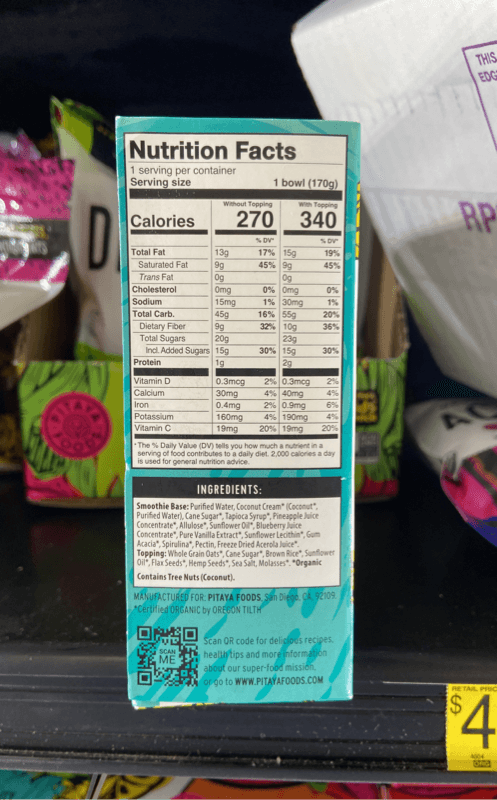 THIS
EDG
RP
D
PITAYA
FOODS
Nutrition Facts
1 serving per container
Serving size 1 bowl (170g)
Without Topping With Topping
Calories 270 340
% DV* % DV*
Total Fat 13g 17% 15g 19%
Saturated Fat 9g 45% 9g 45%
Trans Fat 0g 0g
Cholesterol 0mg 0% 0mg 0%
Sodium 15mg 1% 30mg 1%
Total Carb. 45g 16% 55g 20%
Dietary Fiber 9g 32% 10g 36%
Total Sugars 20g 23g
Incl. Added Sugars 15g 30% 15g 30%
Protein 1g 2g
Vitamin D 0.3mcg 2% 0.3mcg 2%
Calcium 30mg 4% 40mg 4%
Iron 0.4mg 2% 0.9mg 6%
Potassium 160mg 4% 190mg 4%
Vitamin C 19mg 20% 19mg 20%
*The % Daily Value (DV) tells you how much a nutrient in a
serving of food contributes to a daily diet. 2,000 calories a day
is used for general nutrition advice.
INGREDIENTS:
Smoothie Base: Purified Water, Coconut Cream* (Coconut*,
Purified Water), Cane Sugar*, Tapioca Syrup*, Pineapple Juice
Concentrate*, Allulose*, Sunflower Oil*, Blueberry Juice
Concentrate*, Pure Vanilla Extract*, Sunflower Lecithin*, Gum
Acacia*, Spirulina*, Pectin, Freeze Dried Acerola Juice*.
Topping: Whole Grain Oats*, Cane Sugar*, Brown Rice*, Sunflower
Oil*, Flax Seeds*, Hemp Seeds*, Sea Salt, Molasses*. *Organic
Contains Tree Nuts (Coconut).
MANUFACTURED FOR: PITAYA FOODS, San Diego, CA 92109
*Certified ORGANIC by OREGON TILTH
SCAN
ME
Scan QR code for delicious recipes,
health tips and more information
about our super-food mission,
or go to WWW.PITAYAFOODS.COM
RETAIL PRIC
$4